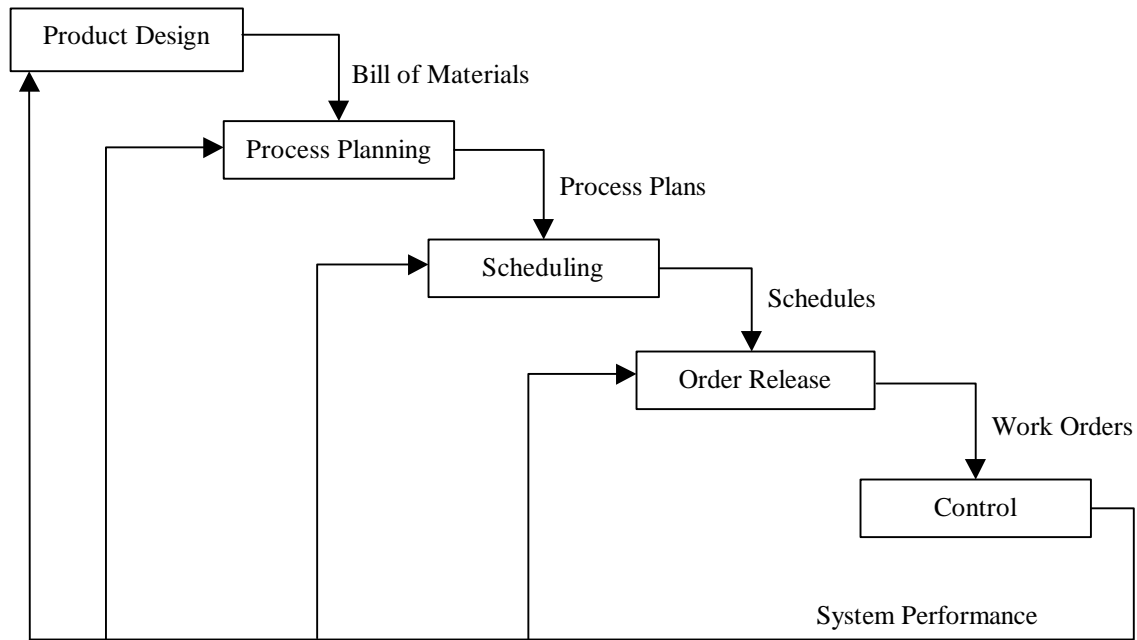 Product Design
Bill of Materials
Process Planning
Process Plans
Scheduling
Schedules
Order Release
Work Orders
Control
System Performance